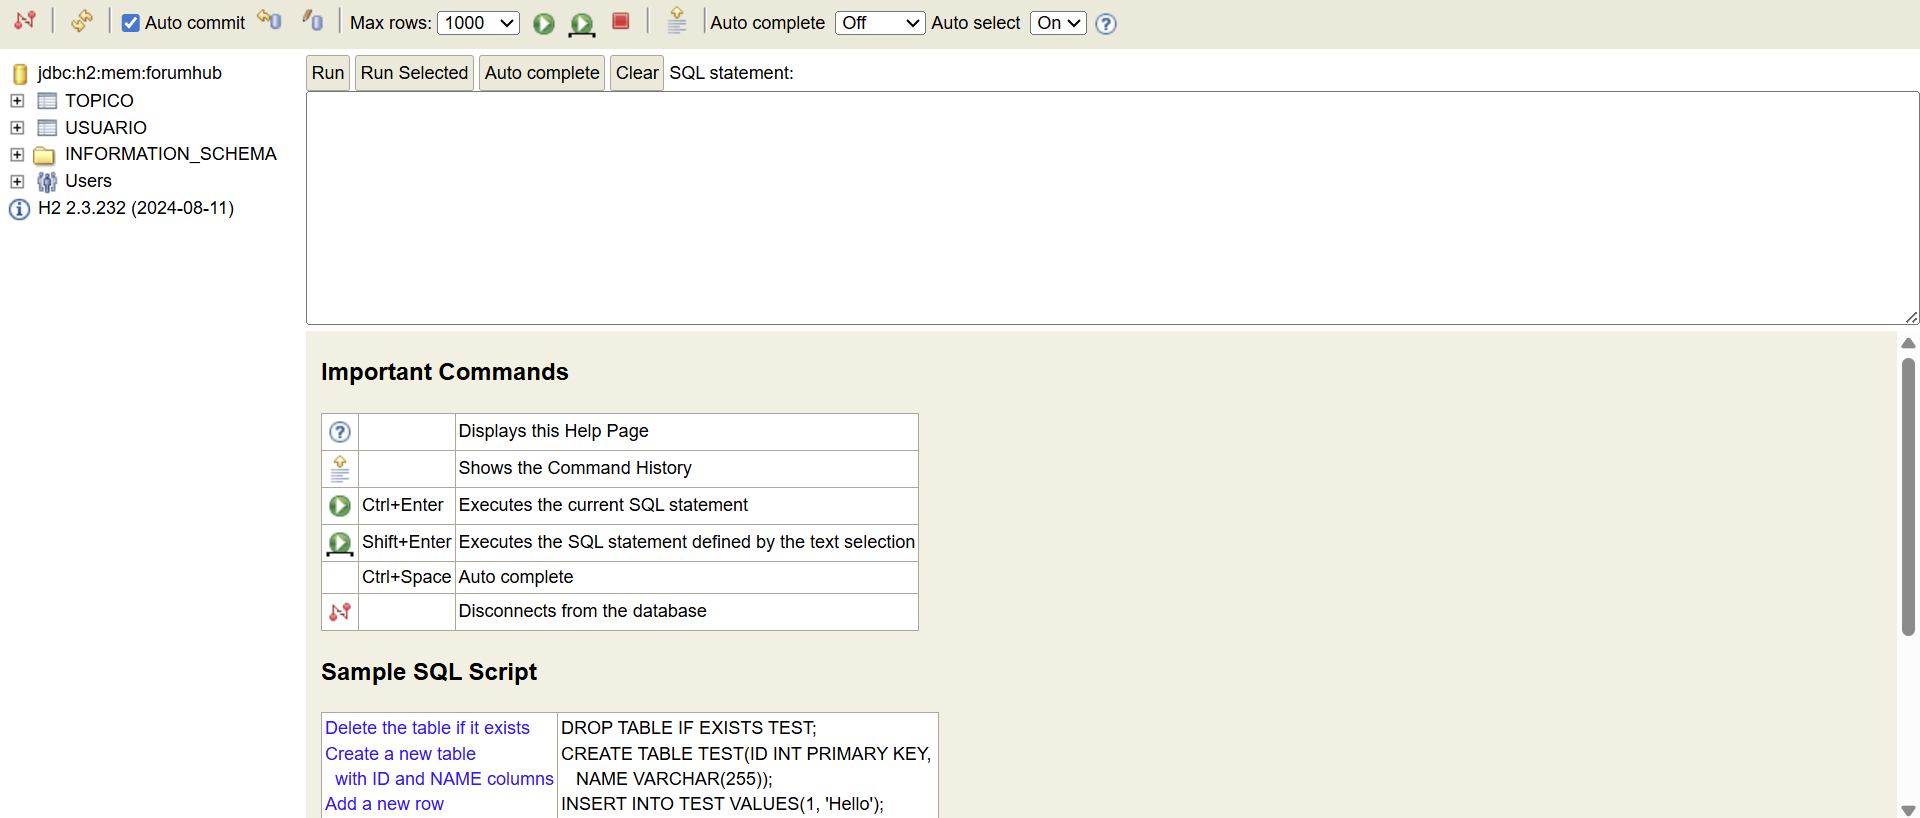 Auto commit Max rows: 1000 Auto complete Off Auto select On
jdbc:h2:mem:forumhub
TOPICO
USUARIO
INFORMATION_SCHEMA
Users
H2 2.3.232 (2024-08-11)
Run Run Selected Auto complete Clear SQL statement:
Important Commands
Displays this Help Page
Shows the Command History
Ctrl+Enter Executes the current SQL statement
Shift+Enter Executes the SQL statement defined by the text selection
Ctrl+Space Auto complete
Disconnects from the database
Sample SQL Script
Delete the table if it exists DROP TABLE IF EXISTS TEST;
Create a new table CREATE TABLE TEST(ID INT PRIMARY KEY,
with ID and NAME columns NAME VARCHAR(255));
Add a new row INSERT INTO TEST VALUES(1, 'Hello');